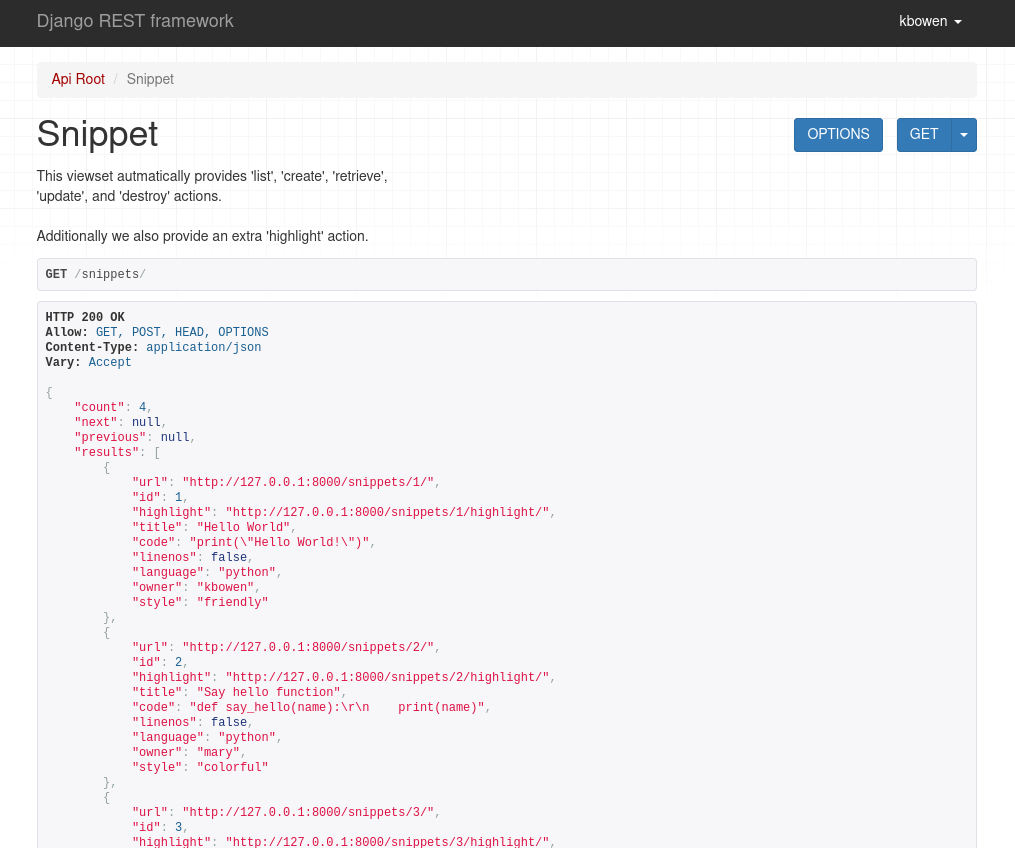 Django REST framework
kbowen
Api Root / Snippet
Snippet
OPTIONS
GET
This viewset autmatically provides 'list', 'create', 'retrieve',
'update', and 'destroy' actions.
Additionally we also provide an extra 'highlight' action.
GET /snippets/
HTTP 200 OK
Allow: GET, POST, HEAD, OPTIONS
Content-Type: application/json
Vary: Accept
{
    "count": 4,
    "next": null,
    "previous": null,
    "results": [
        {
            "url": "http://127.0.0.1:8000/snippets/1/",
            "id": 1,
            "highlight": "http://127.0.0.1:8000/snippets/1/highlight/",
            "title": "Hello World",
            "code": "print(\"Hello World!\")",
            "linenos": false,
            "language": "python",
            "owner": "kbowen",
            "style": "friendly"
        },
        {
            "url": "http://127.0.0.1:8000/snippets/2/",
            "id": 2,
            "highlight": "http://127.0.0.1:8000/snippets/2/highlight/",
            "title": "Say hello function",
            "code": "def say_hello(name):\r\n    print(name)",
            "linenos": false,
            "language": "python",
            "owner": "mary",
            "style": "colorful"
        },
        {
            "url": "http://127.0.0.1:8000/snippets/3/",
            "id": 3,
            "highlight": "http://127.0.0.1:8000/snippets/3/highlight/",